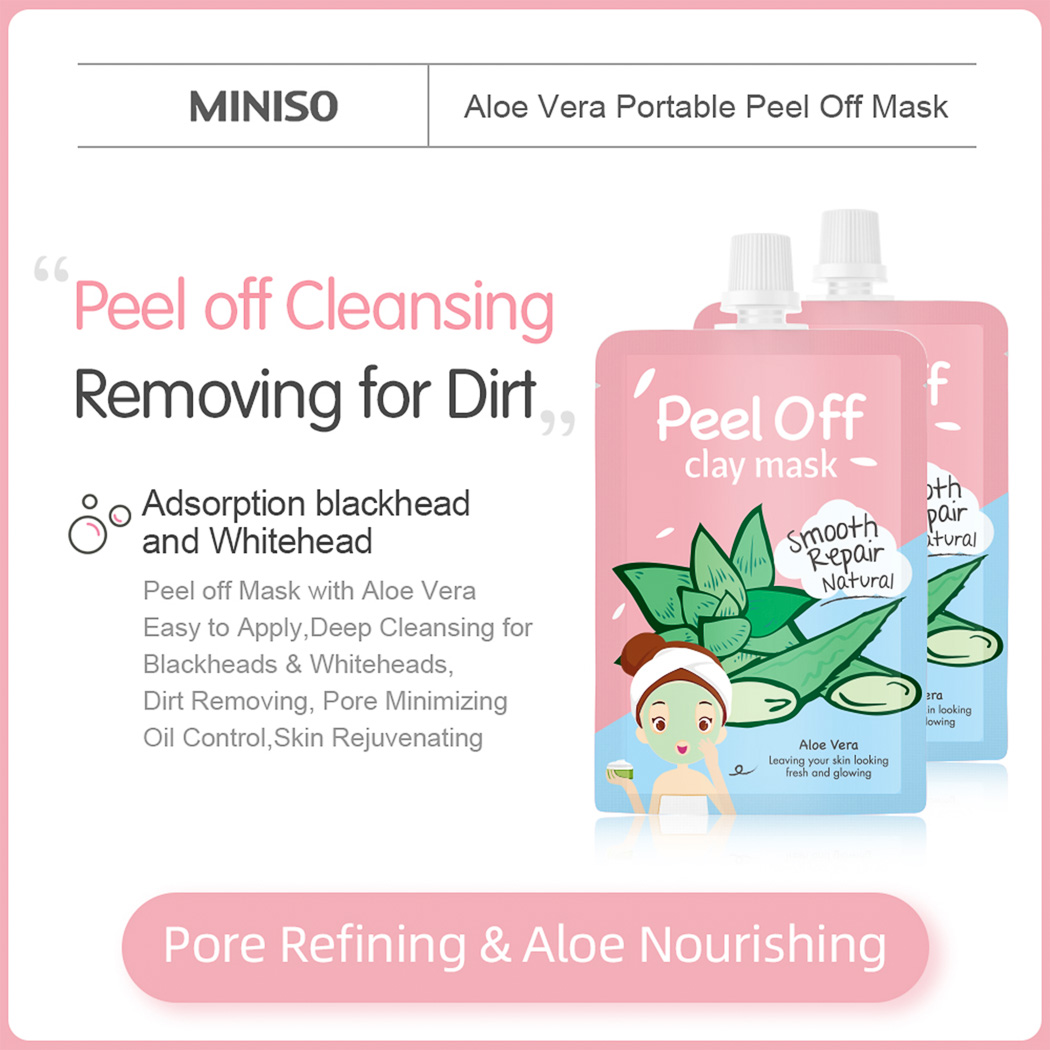 MINISO
Aloe Vera Portable Peel Off Mask
“Peel off Cleansing
Removing for Dirt”
Adsorption blackhead
and Whitehead
Peel off Mask with Aloe Vera
Easy to Apply,Deep Cleansing for
Blackheads & Whiteheads,
Dirt Removing, Pore Minimizing
Oil Control,Skin Rejuvenating
Peel Off
clay mask
Smooth
Repair
Natural
Aloe Vera
Leaving your skin looking
fresh and glowing
Pore Refining & Aloe Nourishing